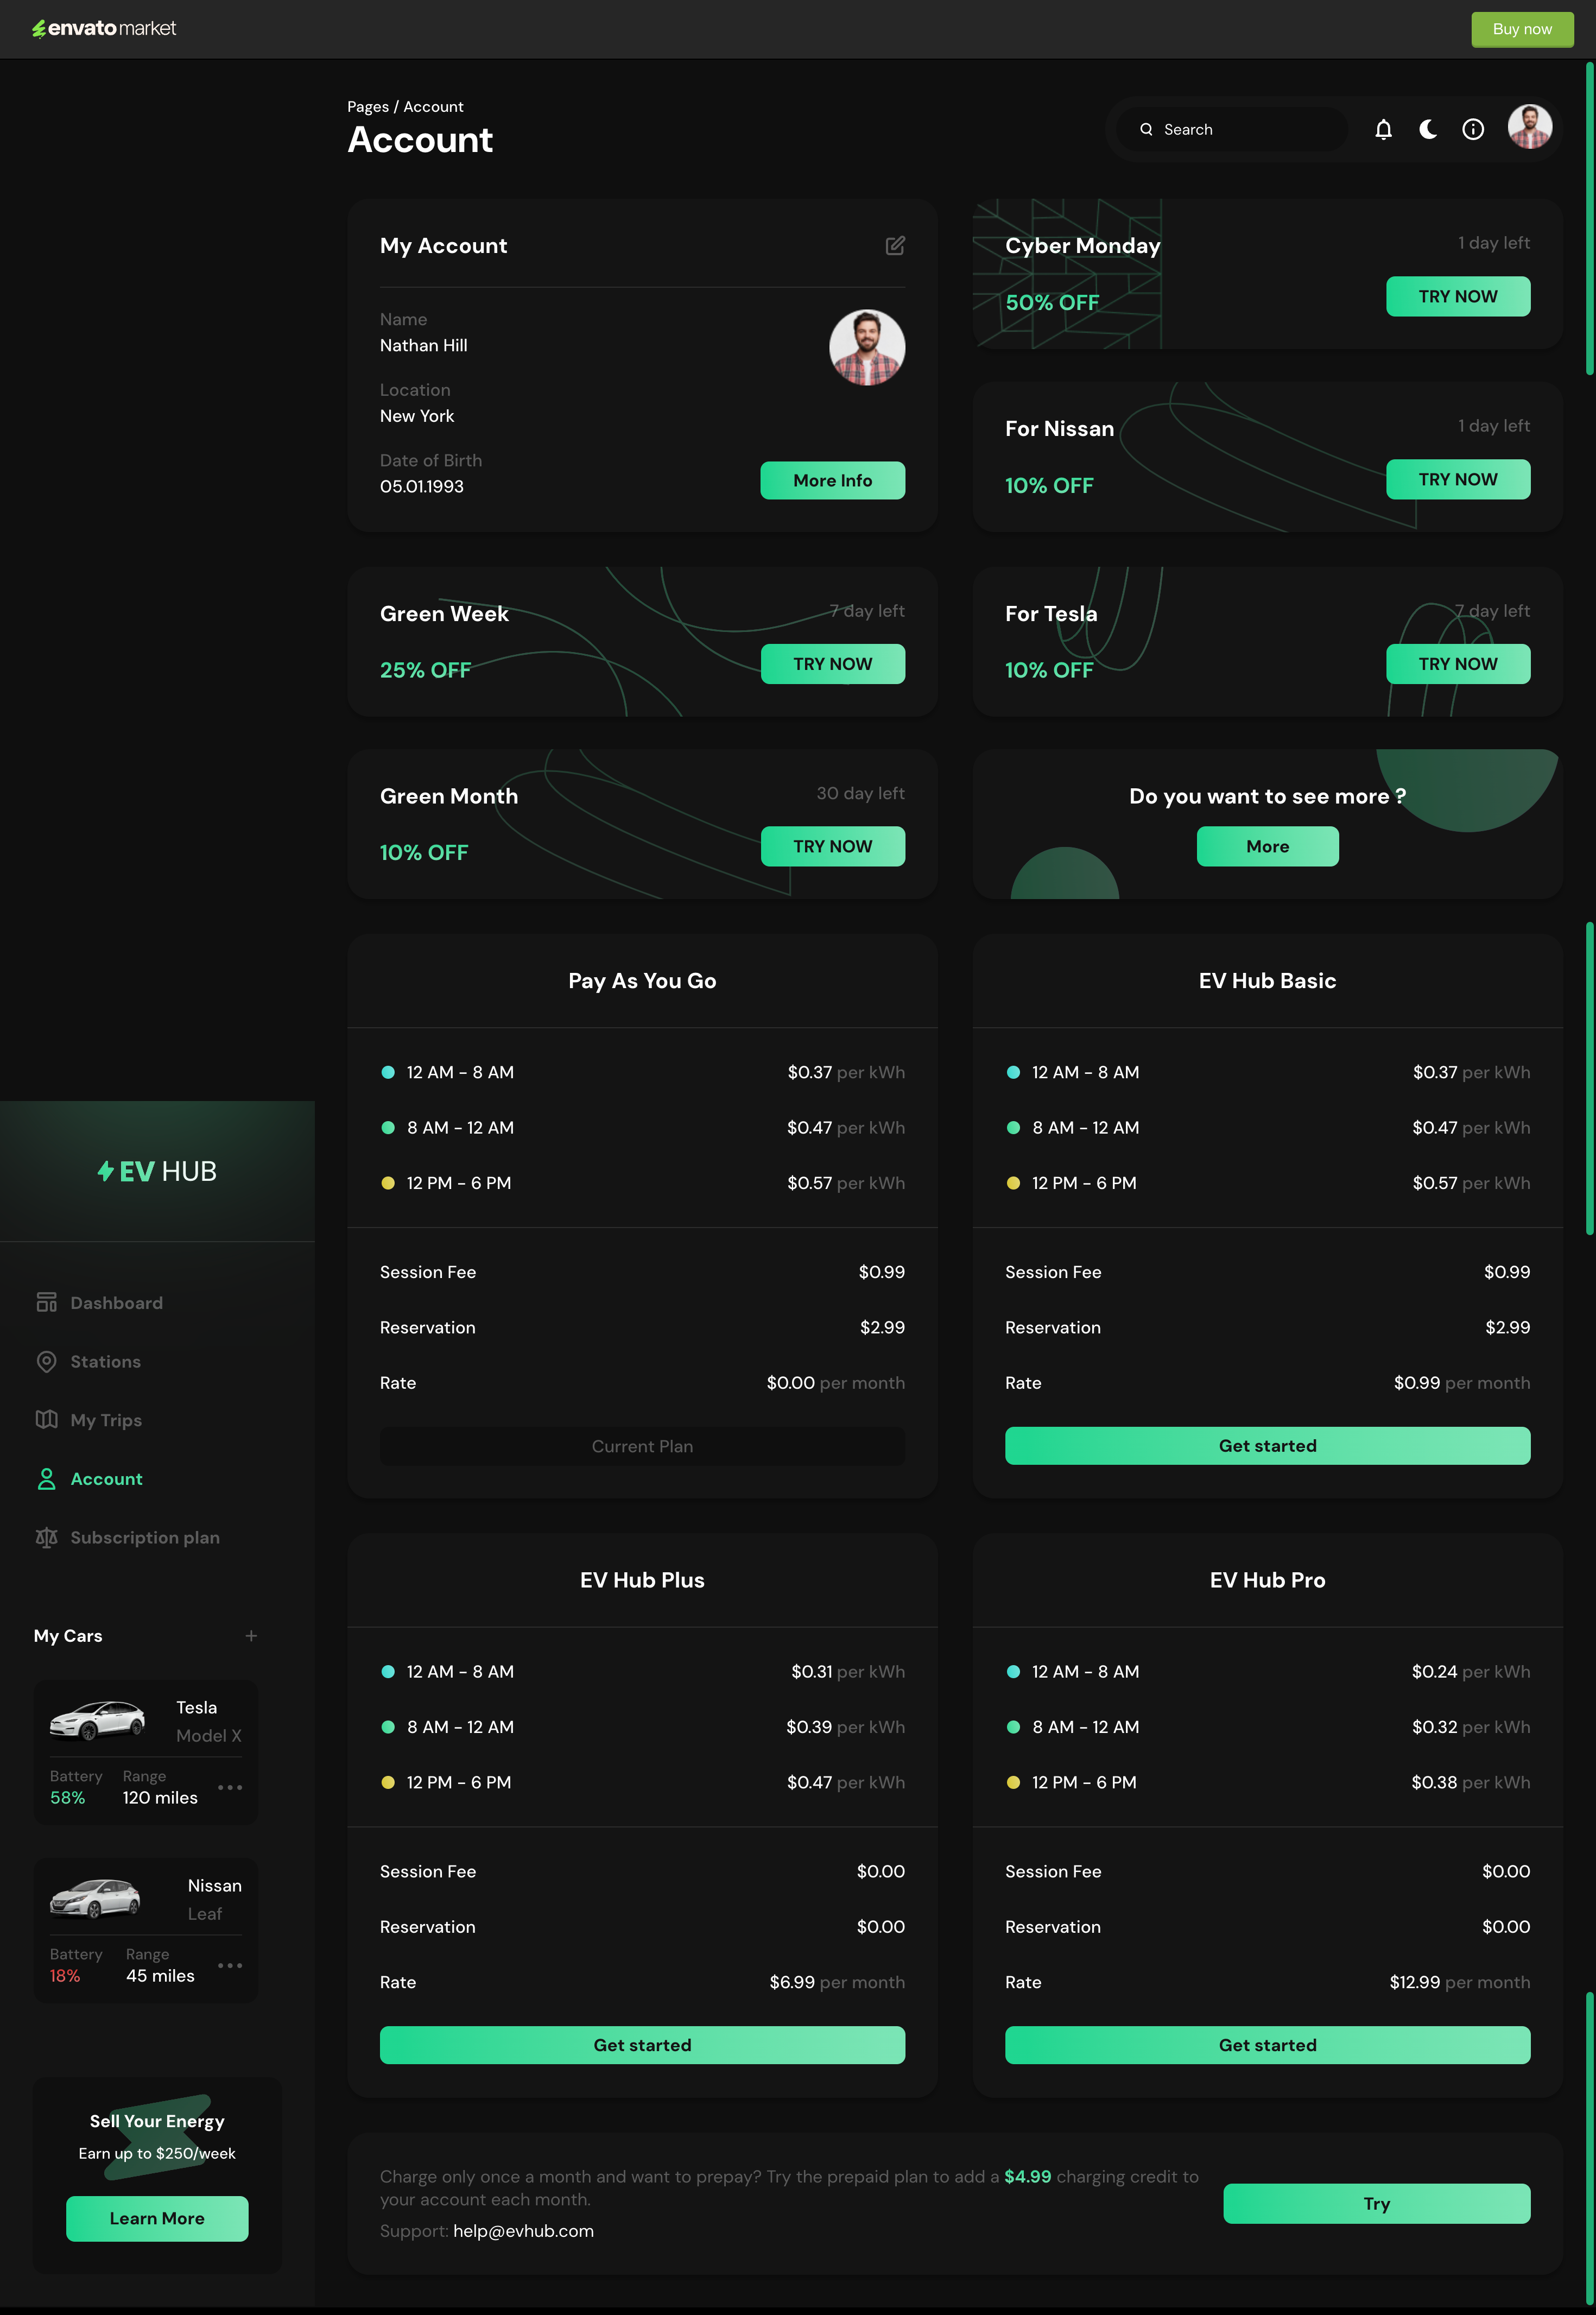 envato market
Buy now
Pages / Account
Account
Search
My Account
Name
Nathan Hill
Location
New York
Date of Birth
05.01.1993
More Info
Cyber Monday
1 day left
50% OFF
TRY NOW
For Nissan
1 day left
10% OFF
TRY NOW
Green Week
7 day left
25% OFF
TRY NOW
For Tesla
7 day left
10% OFF
TRY NOW
Green Month
30 day left
10% OFF
TRY NOW
Do you want to see more ?
More
Pay As You Go
12 AM - 8 AM $0.37 per kWh
8 AM - 12 AM $0.47 per kWh
12 PM - 6 PM $0.57 per kWh
Session Fee $0.99
Reservation $2.99
Rate $0.00 per month
Current Plan
EV Hub Basic
12 AM - 8 AM $0.37 per kWh
8 AM - 12 AM $0.47 per kWh
12 PM - 6 PM $0.57 per kWh
Session Fee $0.99
Reservation $2.99
Rate $0.99 per month
Get started
EV HUB
Dashboard
Stations
My Trips
Account
Subscription plan
My Cars +
Tesla
Model X
Battery Range
58% 120 miles
Nissan
Leaf
Battery Range
18% 45 miles
Sell Your Energy
Earn up to $250/week
Learn More
EV Hub Plus
12 AM - 8 AM $0.31 per kWh
8 AM - 12 AM $0.39 per kWh
12 PM - 6 PM $0.47 per kWh
Session Fee $0.00
Reservation $0.00
Rate $6.99 per month
Get started
EV Hub Pro
12 AM - 8 AM $0.24 per kWh
8 AM - 12 AM $0.32 per kWh
12 PM - 6 PM $0.38 per kWh
Session Fee $0.00
Reservation $0.00
Rate $12.99 per month
Get started
Charge only once a month and want to prepay? Try the prepaid plan to add a $4.99 charging credit to
your account each month.
Support: help@evhub.com
Try